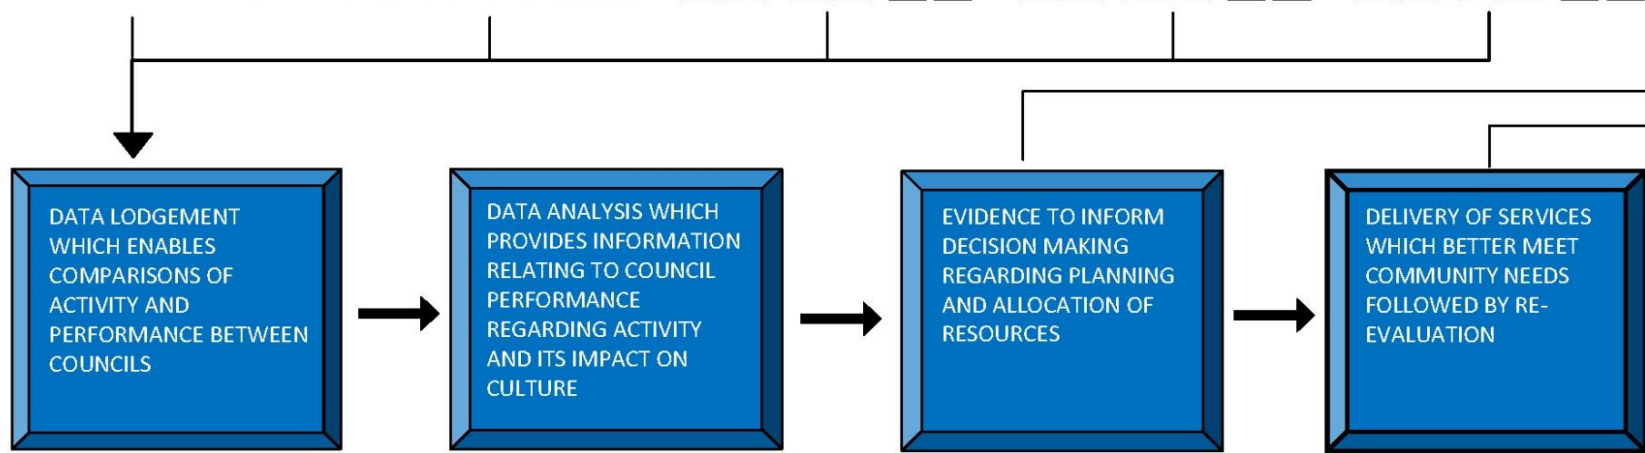 DATA LODGEMENT
WHICH ENABLES
COMPARISONS OF
ACTIVITY AND
PERFORMANCE BETWEEN
COUNCILS
DATA ANALYSIS WHICH
PROVIDES INFORMATION
RELATING TO COUNCIL
PERFORMANCE
REGARDING ACTIVITY
AND ITS IMPACT ON
CULTURE
EVIDENCE TO INFORM
DECISION MAKING
REGARDING PLANNING
AND ALLOCATION OF
RESOURCES
DELIVERY OF SERVICES
WHICH BETTER MEET
COMMUNITY NEEDS
FOLLOWED BY RE-
EVALUATION